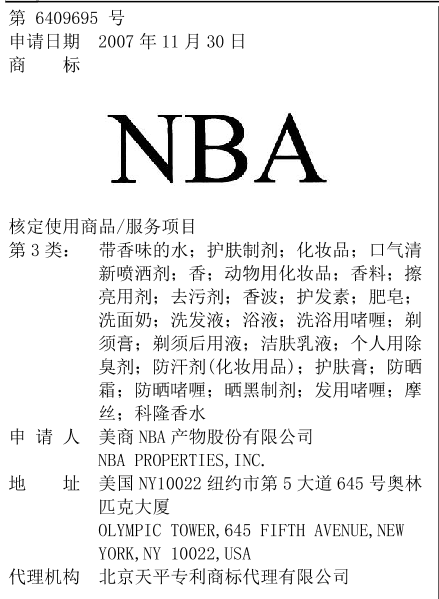 第 6409695 号
申请日期 2007 年 11 月 30 日
商 标
NBA
核定使用商品/服务项目
第 3 类： 带香味的水；护肤制剂；化妆品；口气清
新喷洒剂；香；动物用化妆品；香料；擦
亮用剂；去污剂；香波；护发素；肥皂；
洗面奶；洗发液；浴液；洗浴用啫喱；剃
须膏；剃须后用液；洁肤乳液；个人用除
臭剂；防汗剂(化妆用品)；护肤膏；防晒
霜；防晒啫喱；晒黑制剂；发用啫喱；摩
丝；科隆香水
申 请 人 美商 NBA 产物股份有限公司
NBA PROPERTIES,INC.
地 址 美国 NY10022 纽约市第 5 大道 645 号奥林
匹克大厦
OLYMPIC TOWER,645 FIFTH AVENUE,NEW
YORK,NY 10022,USA
代理机构 北京天平专利商标代理有限公司